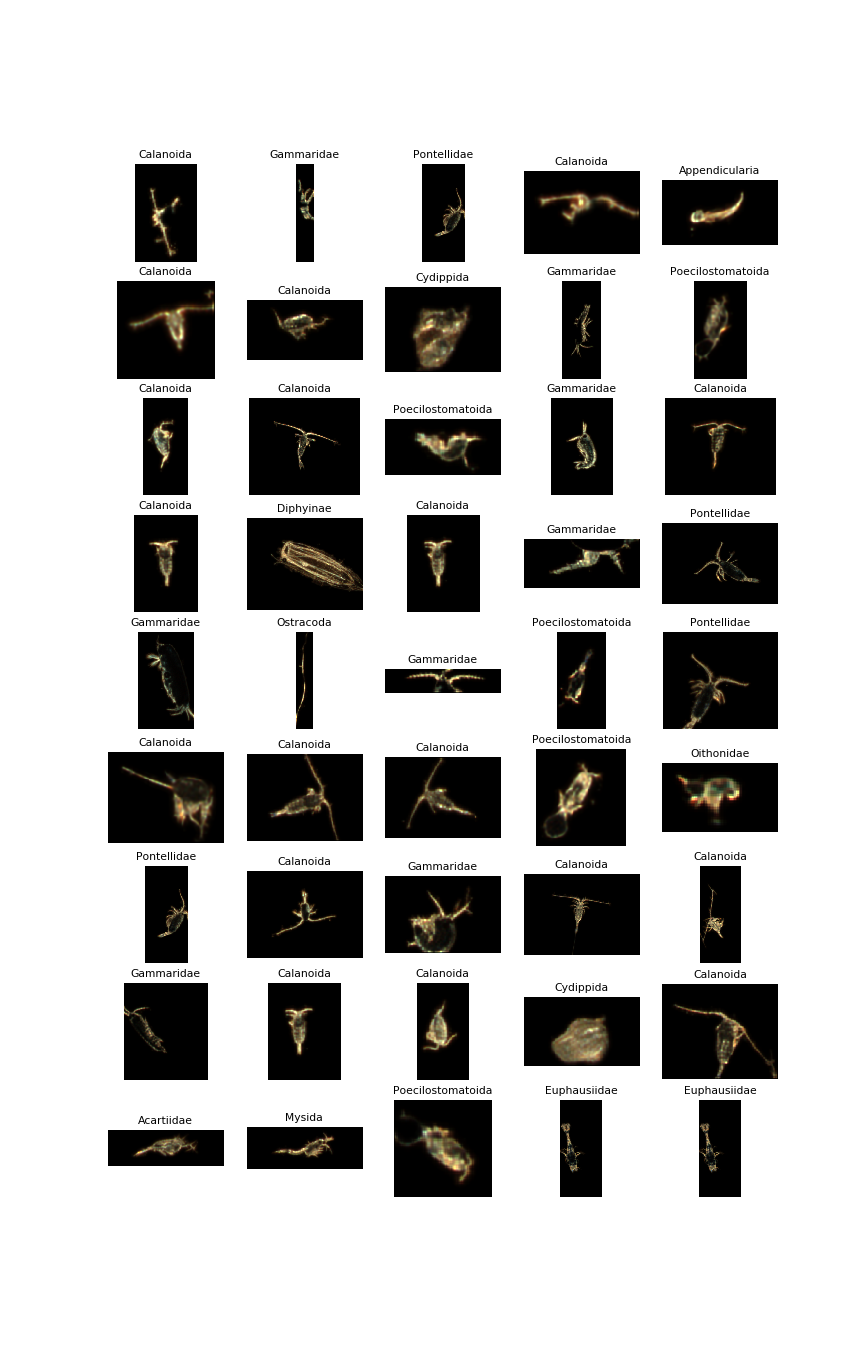 Calanoida
Gammaridae
Pontellidae
Calanoida
Appendicularia
Calanoida
Calanoida
Cydippida
Gammaridae
Poecilostomatoida
Calanoida
Calanoida
Poecilostomatoida
Gammaridae
Calanoida
Calanoida
Diphyinae
Calanoida
Gammaridae
Pontellidae
Gammaridae
Ostracoda
Gammaridae
Poecilostomatoida
Pontellidae
Calanoida
Calanoida
Calanoida
Poecilostomatoida
Oithonidae
Pontellidae
Calanoida
Gammaridae
Calanoida
Calanoida
Gammaridae
Calanoida
Calanoida
Cydippida
Calanoida
Acartiidae
Mysida
Poecilostomatoida
Euphausiidae
Euphausiidae